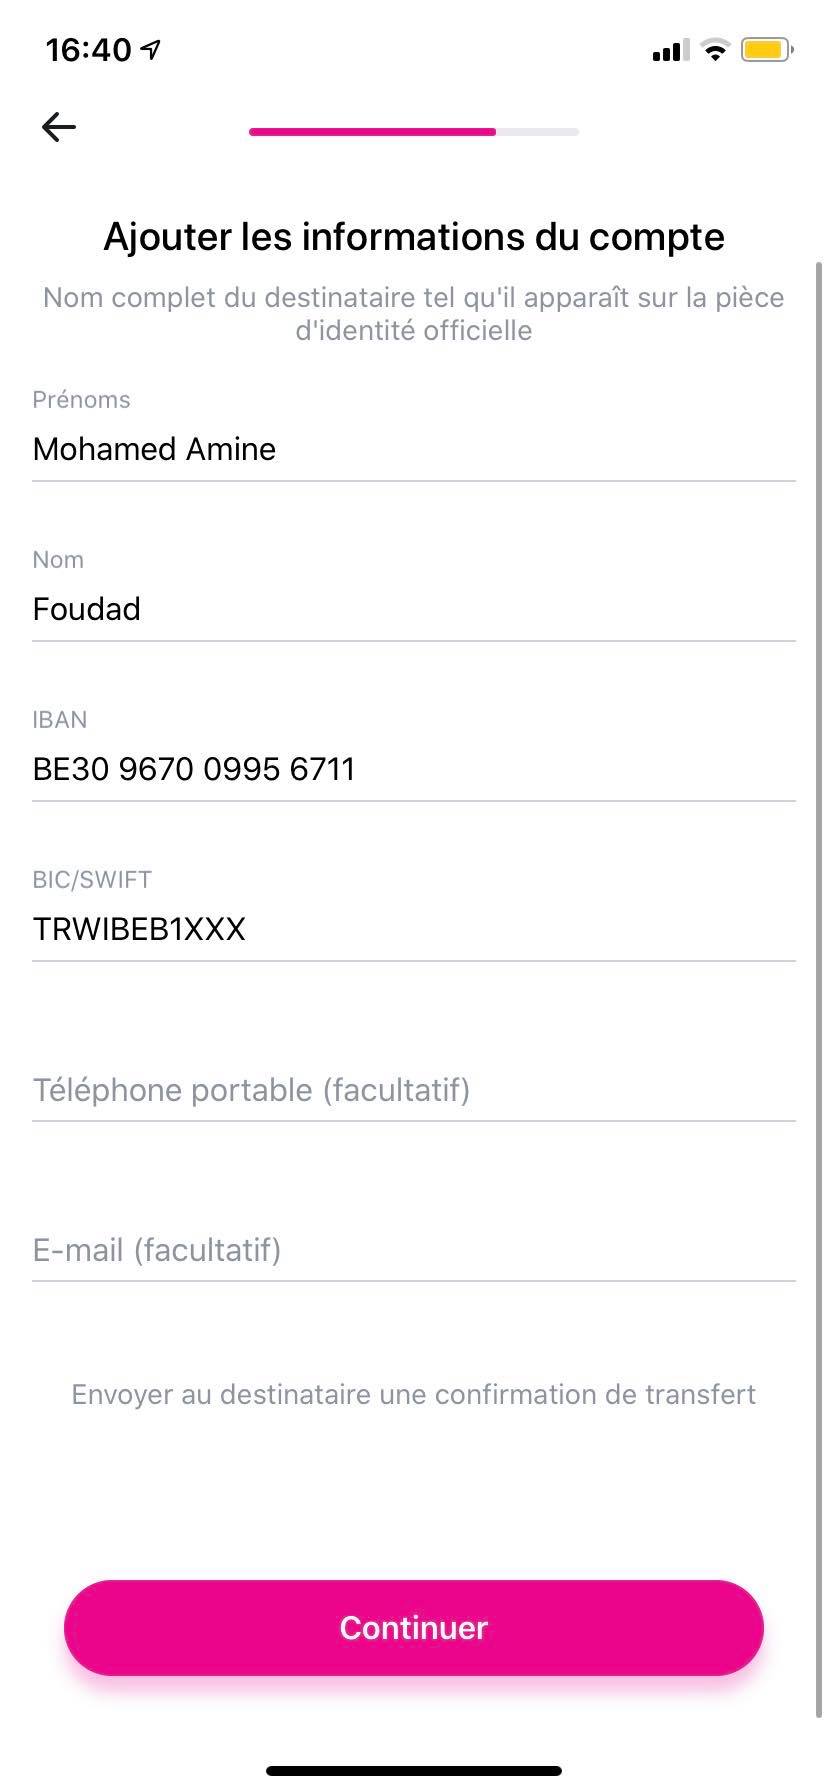 16:40
Ajouter les informations du compte
Nom complet du destinataire tel qu'il apparaît sur la pièce
d'identité officielle
Prénoms
Mohamed Amine
Nom
Foudad
IBAN
BE30 9670 0995 6711
BIC/SWIFT
TRWIBEB1XXX
Téléphone portable (facultatif)
E-mail (facultatif)
Envoyer au destinataire une confirmation de transfert
Continuer